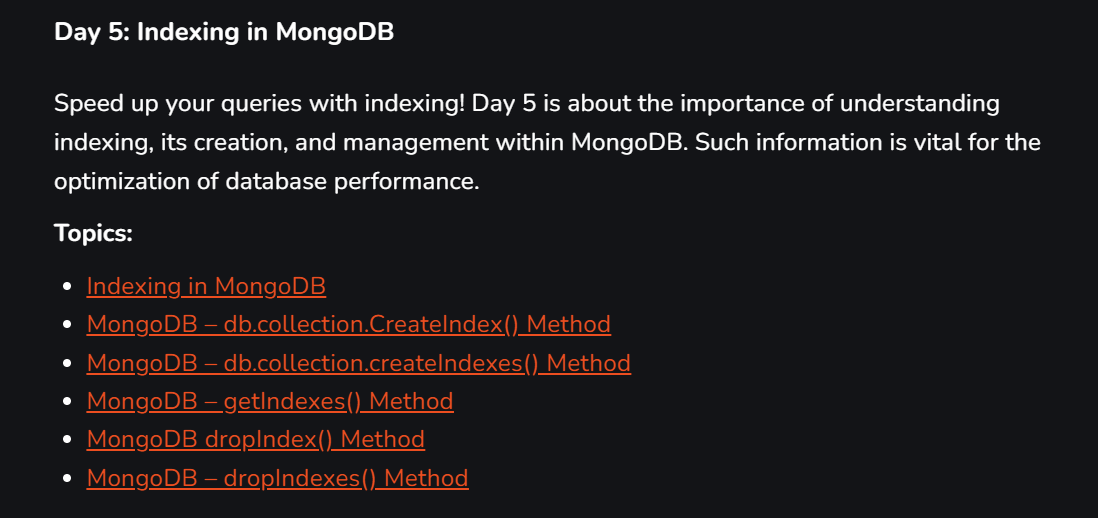 Day 5: Indexing in MongoDB
Speed up your queries with indexing! Day 5 is about the importance of understanding
indexing, its creation, and management within MongoDB. Such information is vital for the
optimization of database performance.
Topics:
• Indexing in MongoDB
• MongoDB – db.collection.CreateIndex() Method
• MongoDB – db.collection.createIndexes() Method
• MongoDB – getIndexes() Method
• MongoDB dropIndex() Method
• MongoDB – dropIndexes() Method